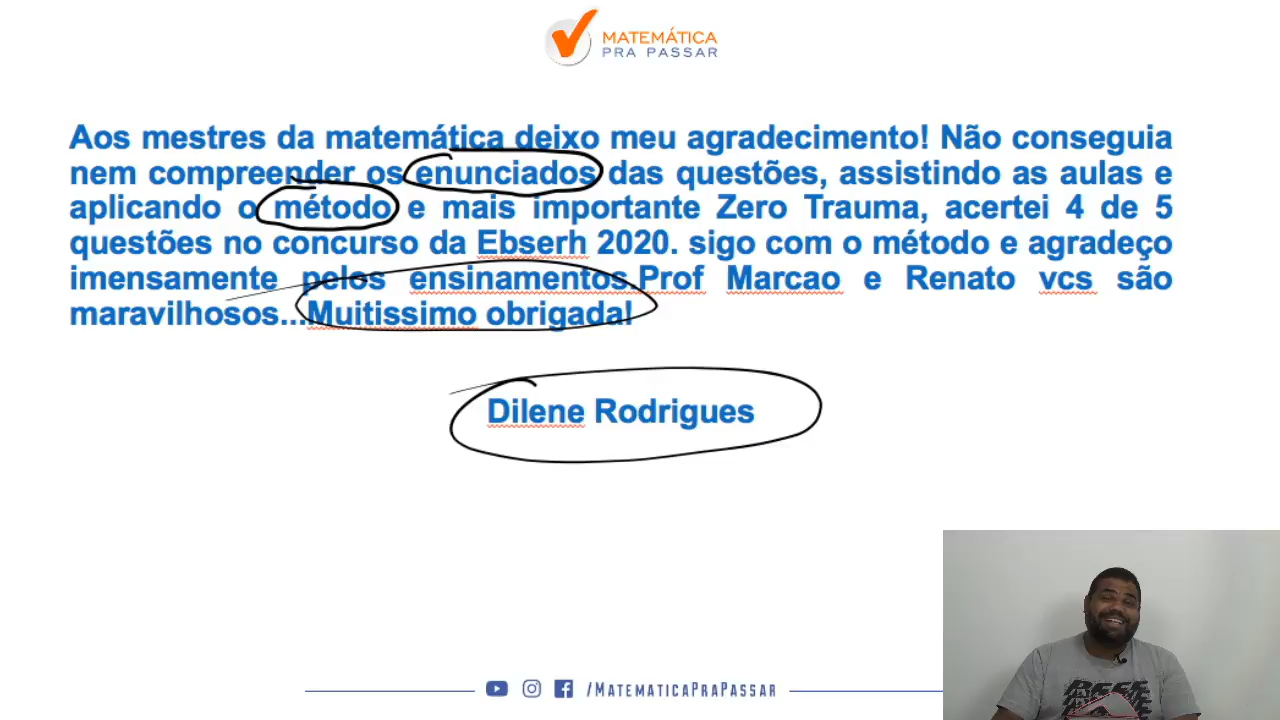 MATEMÁTICA
PRA PASSAR
Aos mestres da matemática deixo meu agradecimento! Não conseguia
nem compreender os enunciados das questões, assistindo as aulas e
aplicando o método e mais importante Zero Trauma, acertei 4 de 5
questões no concurso da Ebserh 2020. sigo com o método e agradeço
imensamente pelos ensinamentos.Prof Marcao e Renato vcs são
maravilhosos...Muitissimo obrigada!
Dilene Rodrigues
/MATEMATICAPRAPASSAR